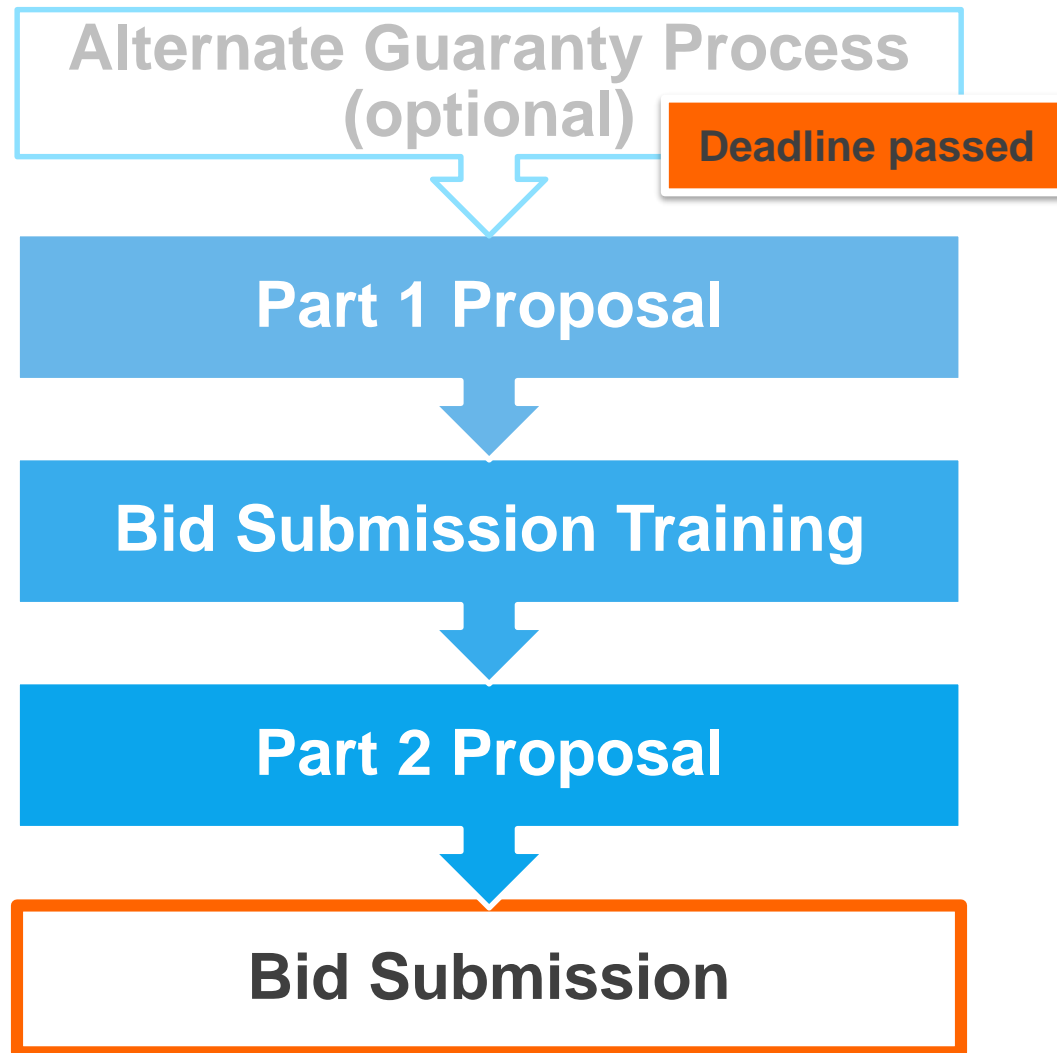 Alternate Guaranty Process
(optional)
Deadline passed
Part 1 Proposal
Bid Submission Training
Part 2 Proposal
Bid Submission